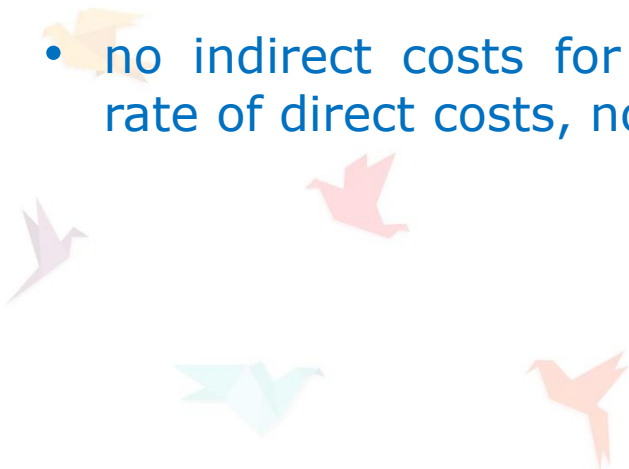 • no indirect costs for
rate of direct costs,